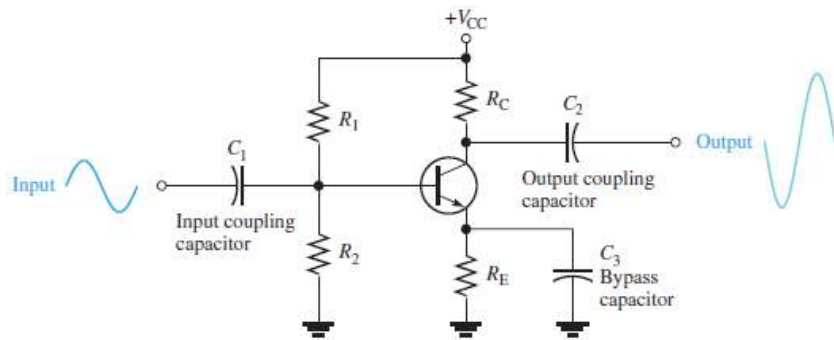 +VCC
RC
C2
R1
C1
Output
Input
Output coupling
capacitor
Input coupling
capacitor
R2
C3
RE
Bypass
capacitor